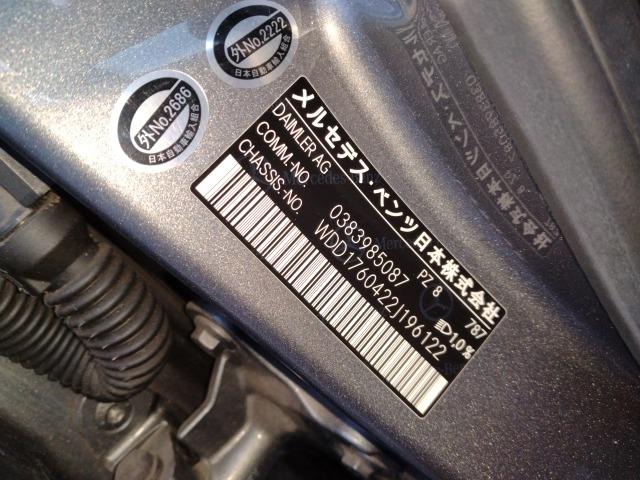 外No.2222
日本自動車輸入組合
外No.2686
日本自動車輸入組合
メルセデス・ベンツ日本株式会社
DAIMLER AG
COMM.-NO. 0383985087 PZ 8 787
CHASSIS-NO. WDD1760422J196122 1,0%